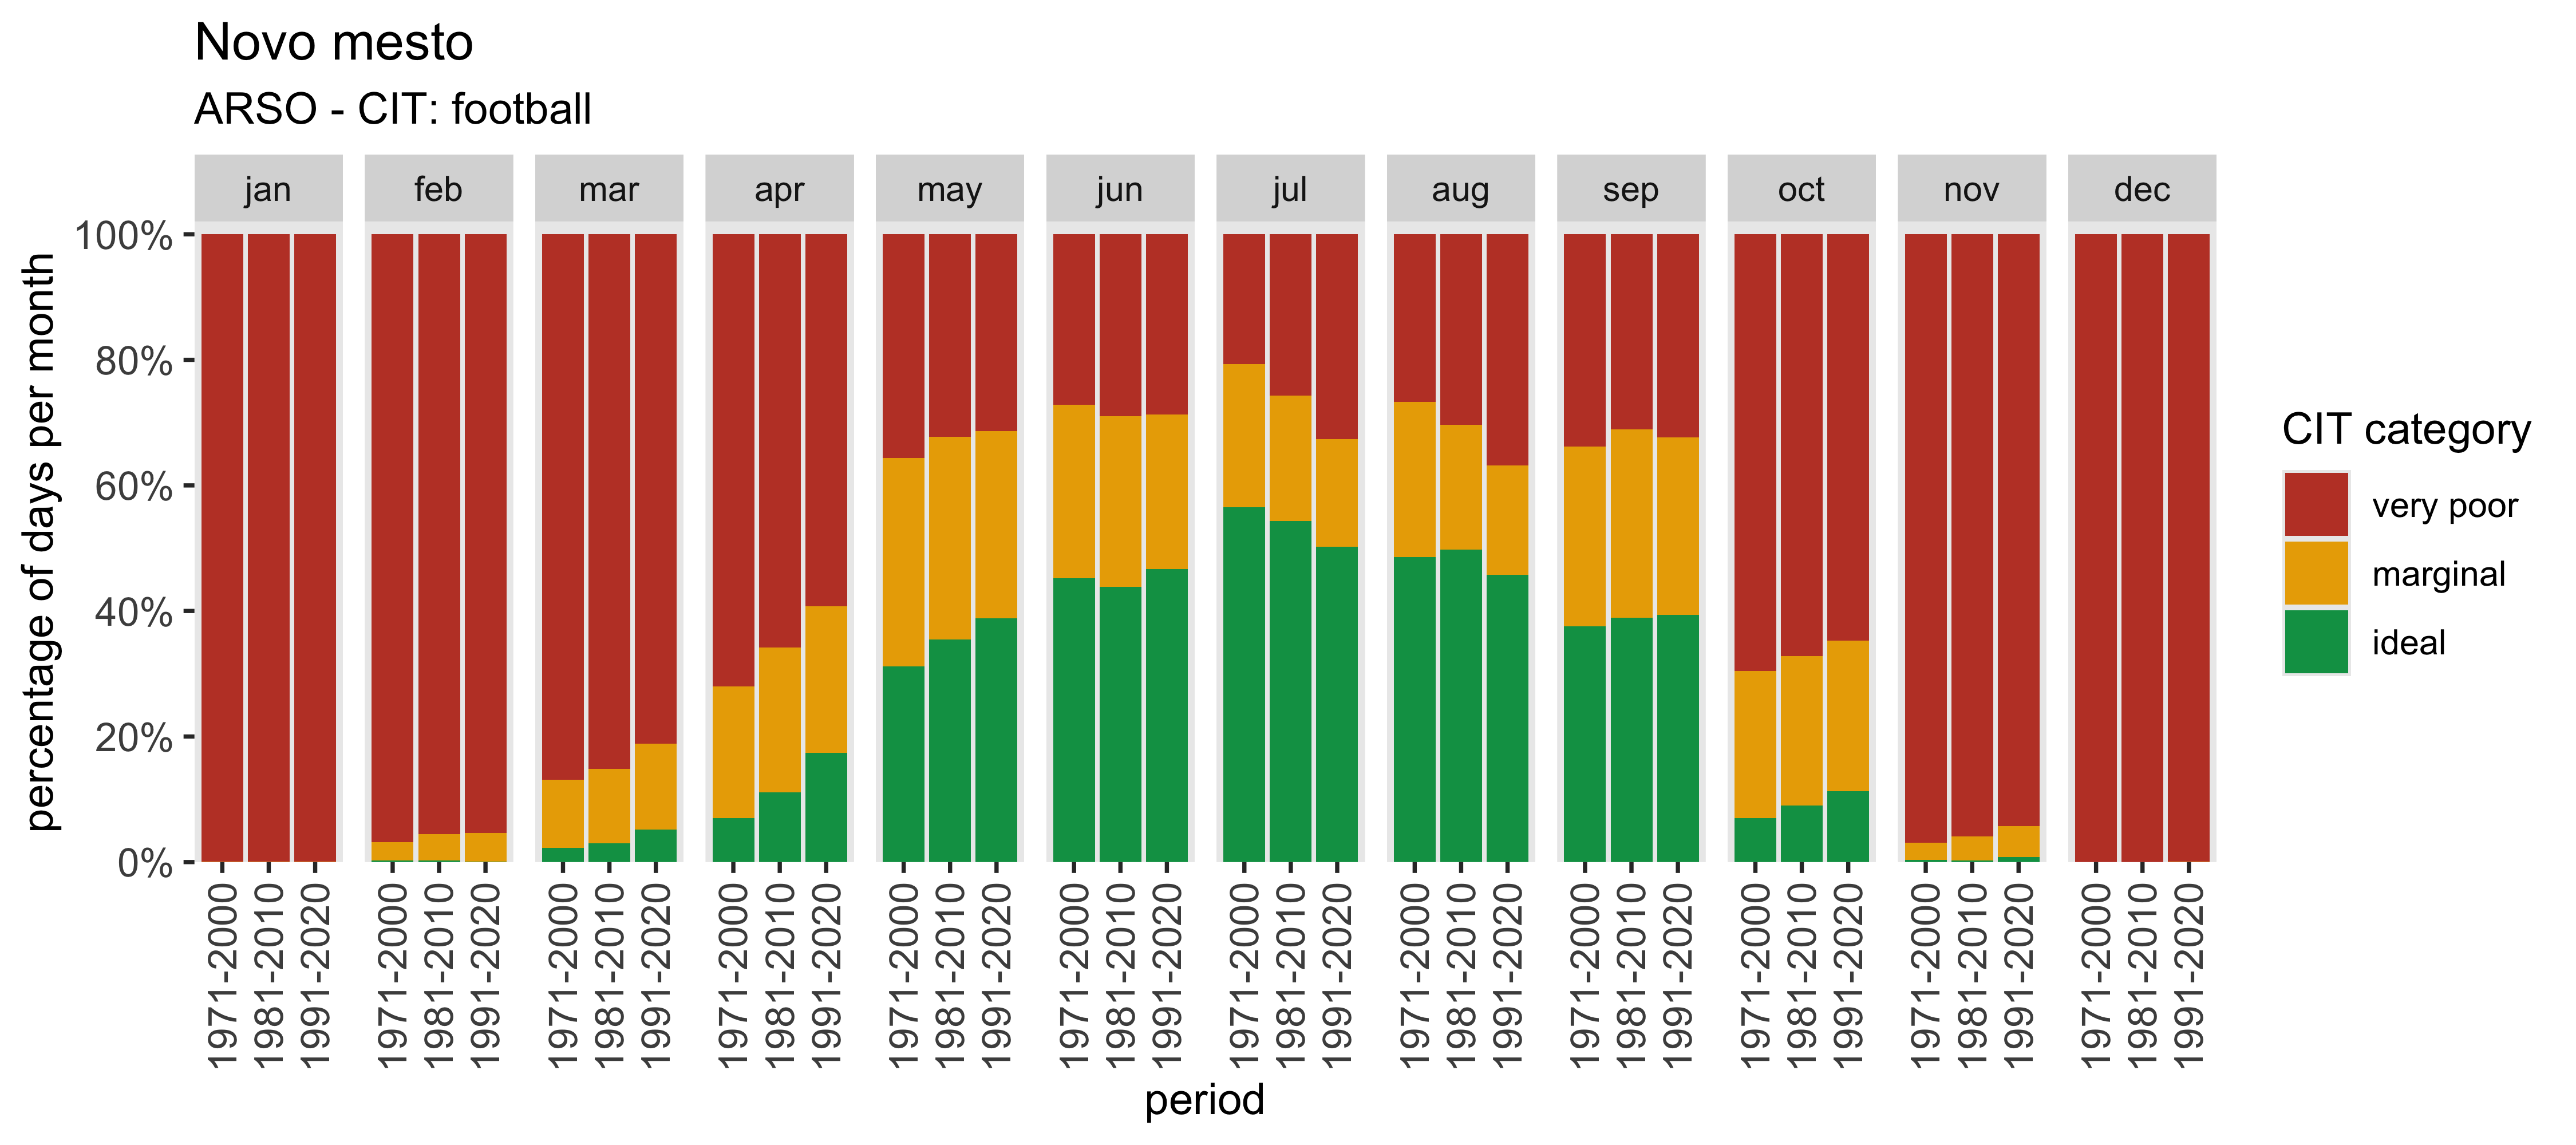 Novo mesto
ARSO - CIT: football
jan feb mar apr may jun jul aug sep oct nov dec
percentage of days per month
100%
80%
60%
40%
20%
0%
1971-2000 1981-2010 1991-2020 1971-2000 1981-2010 1991-2020 1971-2000 1981-2010 1991-2020 1971-2000 1981-2010 1991-2020 1971-2000 1981-2010 1991-2020 1971-2000 1981-2010 1991-2020 1971-2000 1981-2010 1991-2020 1971-2000 1981-2010 1991-2020 1971-2000 1981-2010 1991-2020 1971-2000 1981-2010 1991-2020 1971-2000 1981-2010 1991-2020 1971-2000 1981-2010 1991-2020
period
CIT category
very poor
marginal
ideal